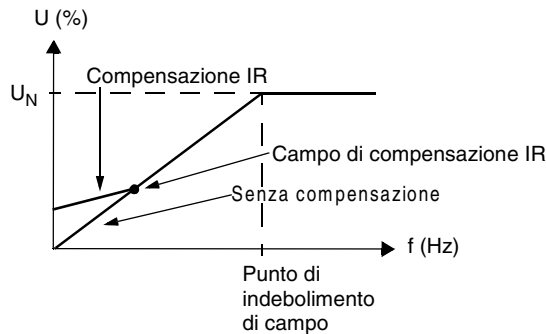 U (%)
Compensazione IR
U_N
Campo di compensazione IR
Senza compensazione
f (Hz)
Punto di
indebolimento
di campo